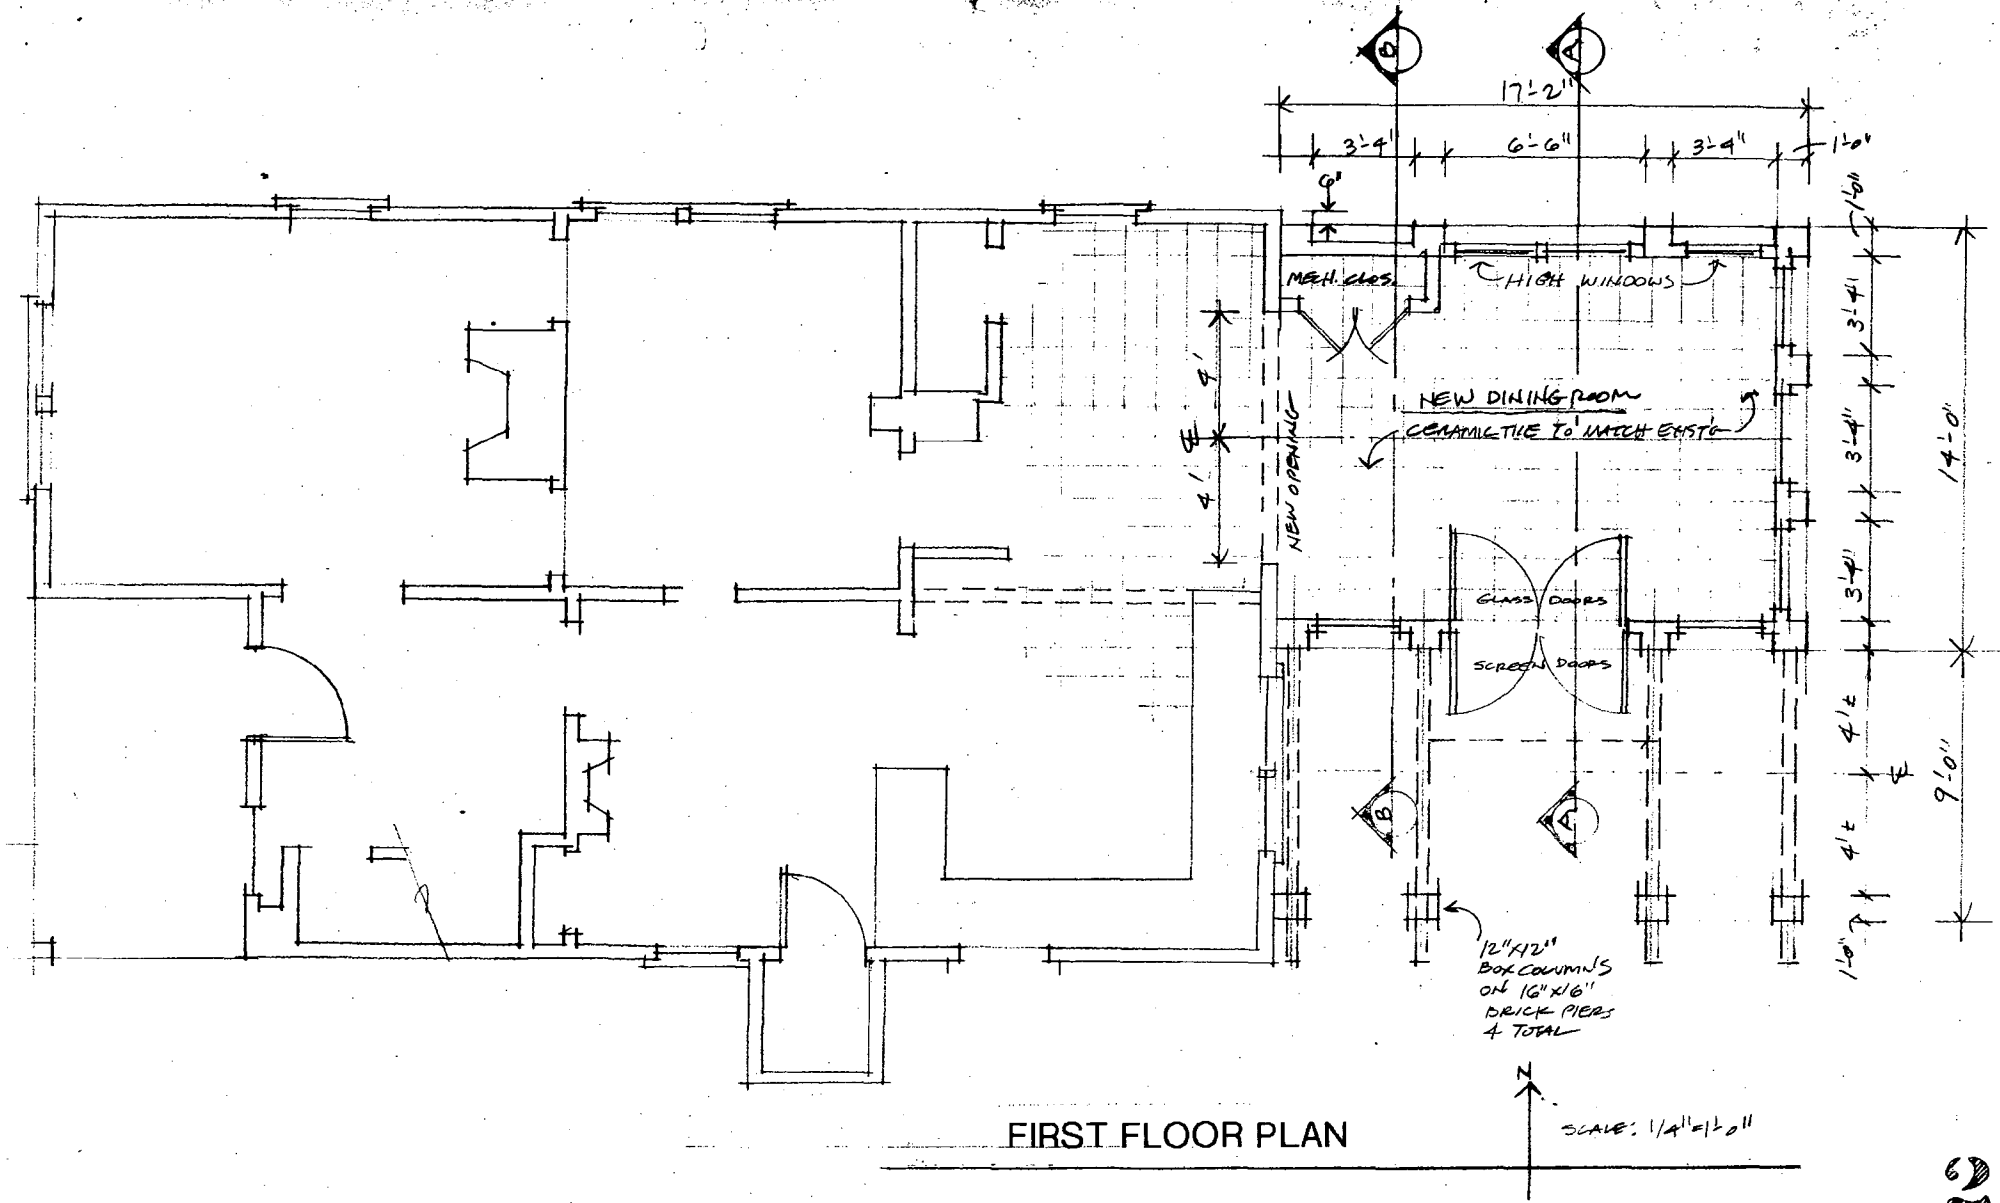 B
A
17'-2"
3'-4"
6'-6"
3'-4"
1'-0"
6"
1'-0"
MECH. CLOS.
HIGH WINDOWS
3'-4"
4'
NEW DINING ROOM
CERAMIC TILE TO MATCH EXIST'G
℄
NEW OPENING
4'
3'-4"
14'-0"
3'-4"
GLASS DOORS
SCREEN DOORS
4'±
℄
9'-0"
B
A
4'±
1'-0"
12"x12"
BOX COLUMNS
ON 16"x16"
BRICK PIERS
4 TOTAL
N
FIRST FLOOR PLAN
SCALE: 1/4"=1'-0"